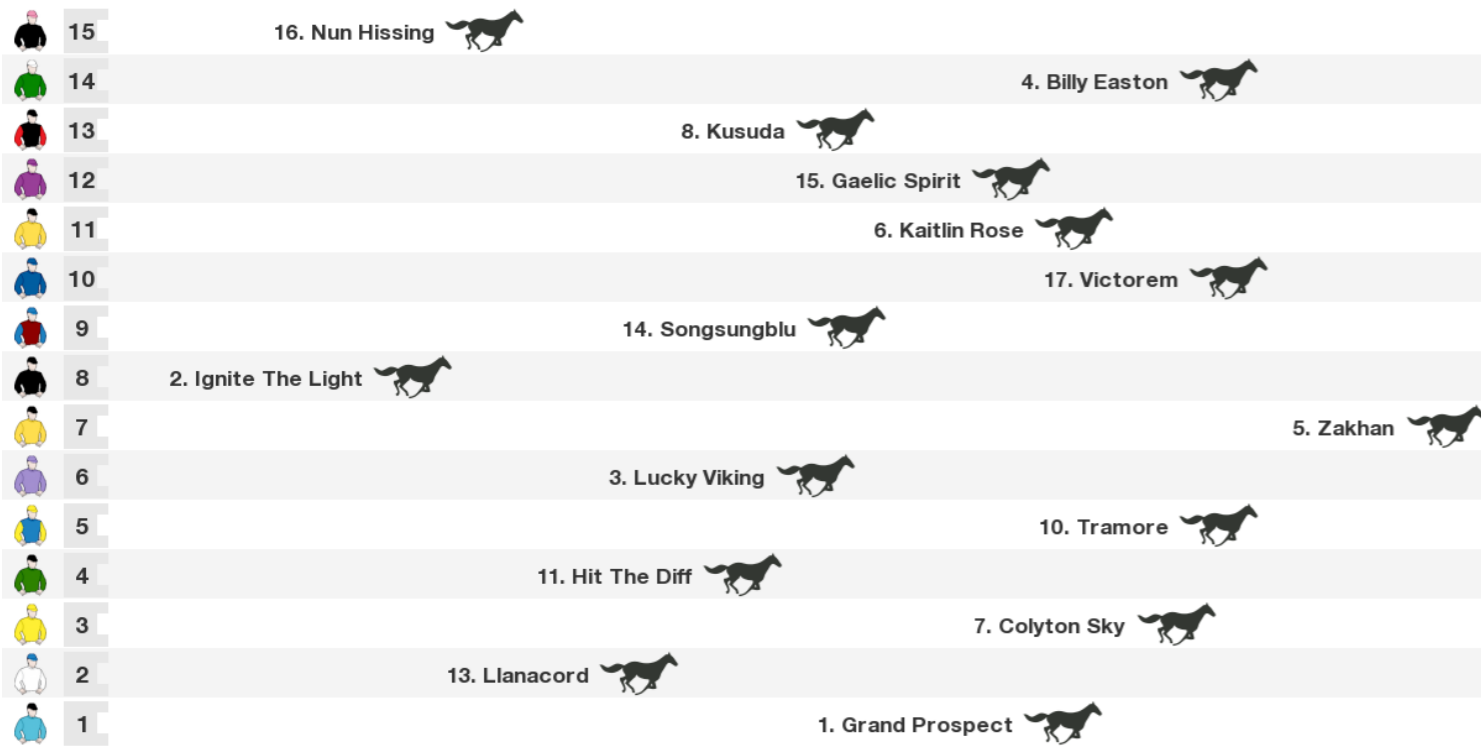 15 16. Nun Hissing
14 4. Billy Easton
13 8. Kusuda
12 15. Gaelic Spirit
11 6. Kaitlin Rose
10 17. Victorem
9 14. Songsungblu
8 2. Ignite The Light
7 5. Zakhan
6 3. Lucky Viking
5 10. Tramore
4 11. Hit The Diff
3 7. Colyton Sky
2 13. Llanacord
1 1. Grand Prospect